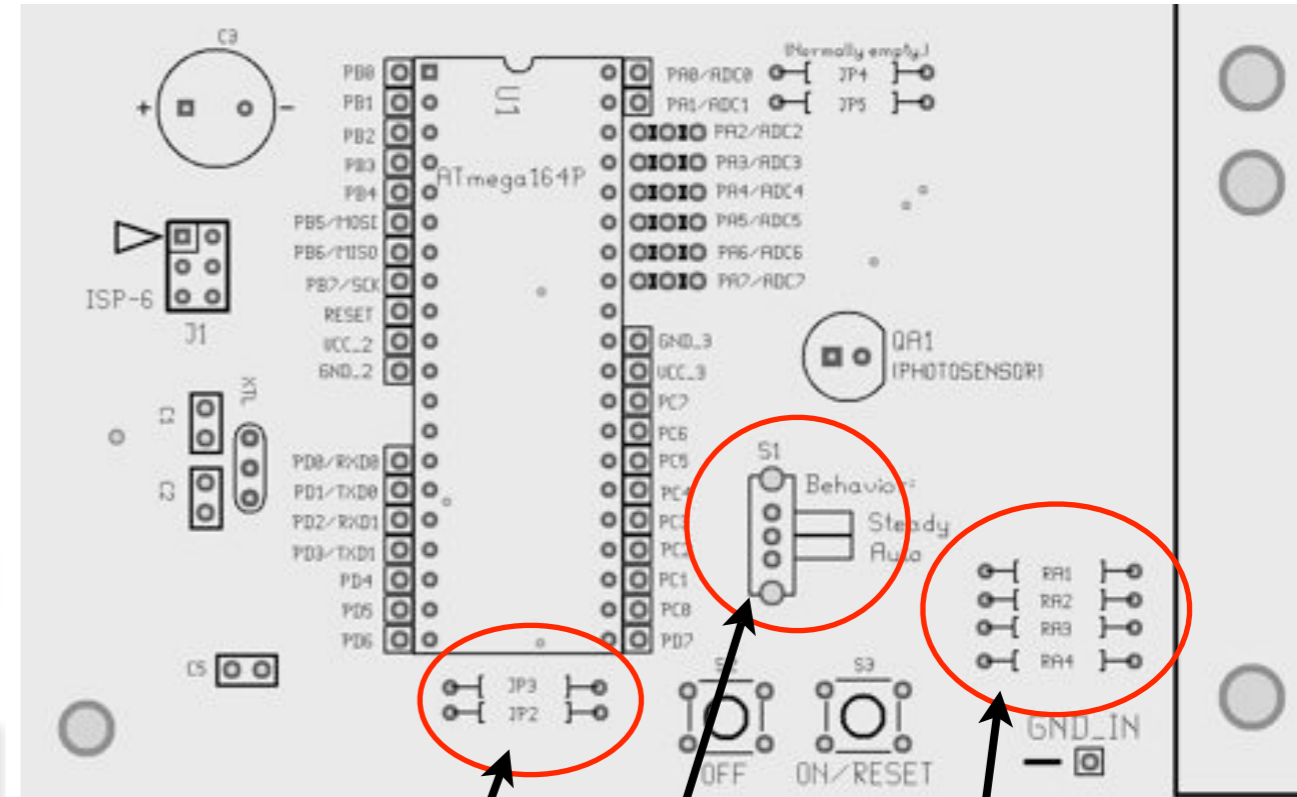 C3
+ -
(Normally empty.)
PB0
PB1
PB2
PB3
PB4
PB5/MOSI
PB6/MISO
PB7/SCK
RESET
VCC_2
GND_2
PD0/RXD0
PD1/TXD0
PD2/RXD1
PD3/TXD1
PD4
PD5
PD6
U1
ATmega164P
PA0/ADC0
PA1/ADC1
PA2/ADC2
PA3/ADC3
PA4/ADC4
PA5/ADC5
PA6/ADC6
PA7/ADC7
JP4
JP5
GND_3
VCC_3
PC7
PC6
PC5
PC4
PC3
PC2
PC1
PC0
PD7
ISP-6
J1
XTL
C1
C2
C5
QA1
(PHOTOSENSOR)
S1
Behavior:
Steady
Auto
RA1
RA2
RA3
RA4
JP3
JP2
S2
OFF
S3
ON/RESET
GND_IN